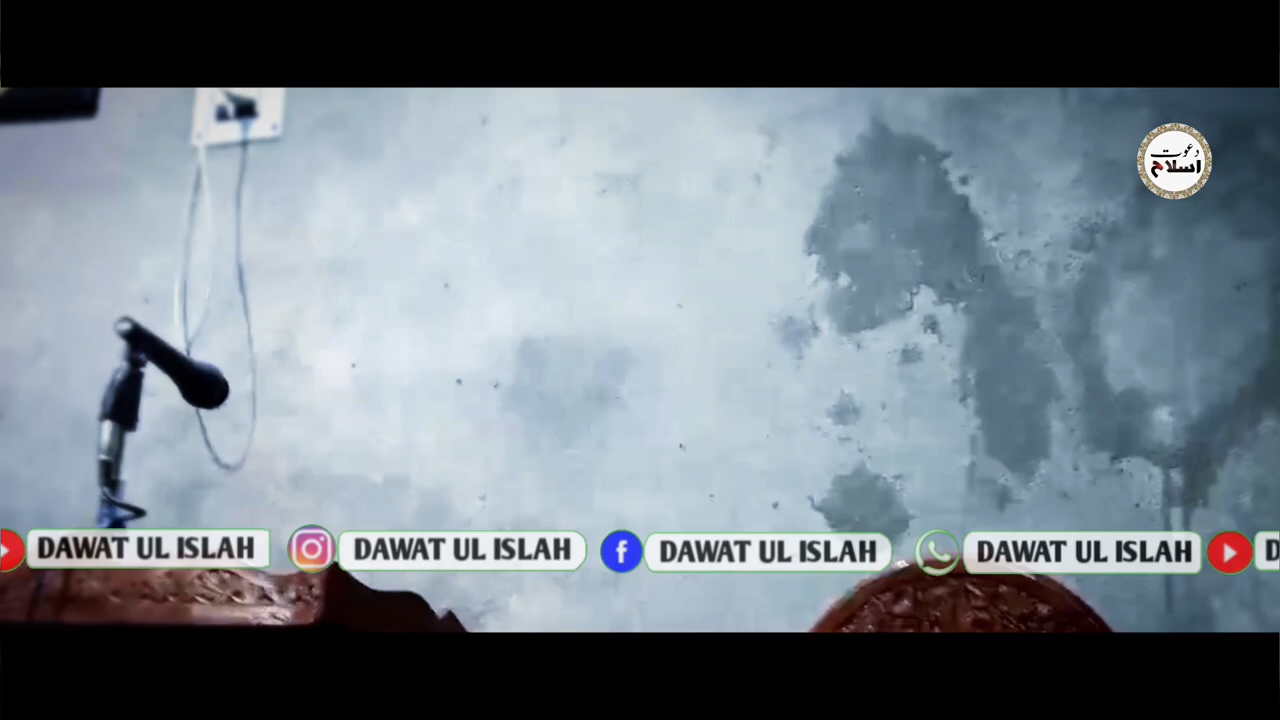 دعوت
اسلاح
DAWAT UL ISLAH DAWAT UL ISLAH DAWAT UL ISLAH DAWAT UL ISLAH D